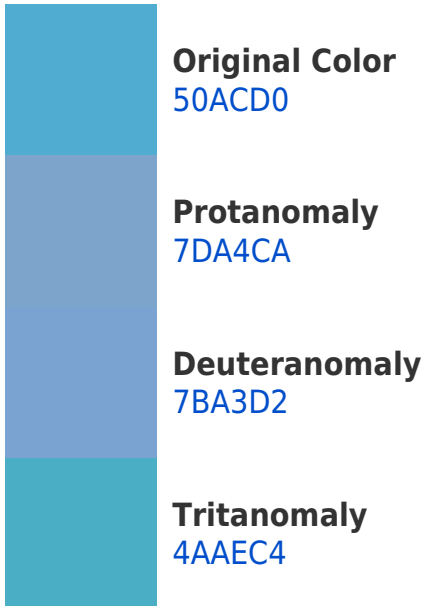 Original Color
50ACD0
Protanomaly
7DA4CA
Deuteranomaly
7BA3D2
Tritanomaly
4AAEC4